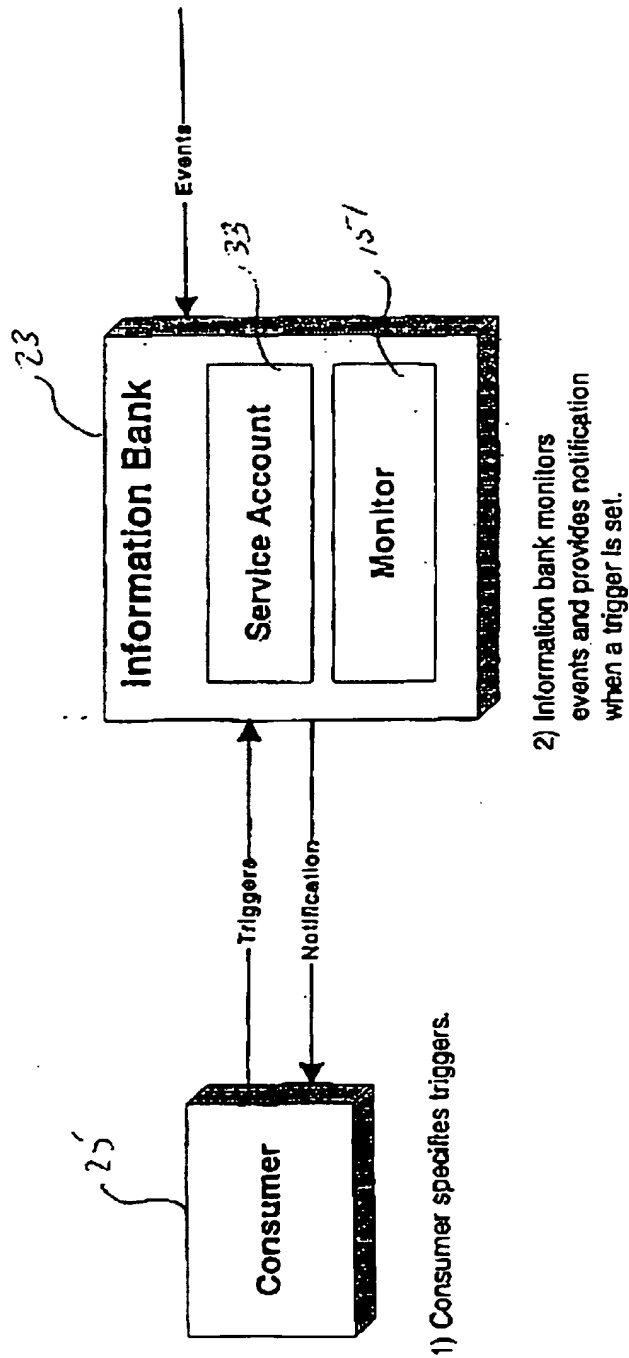 25
Consumer
1) Consumer specifies triggers.
Triggers
Notification
23
Information Bank
Service Account
33
Monitor
151
Events
2) Information bank monitors
events and provides notification
when a trigger is set.